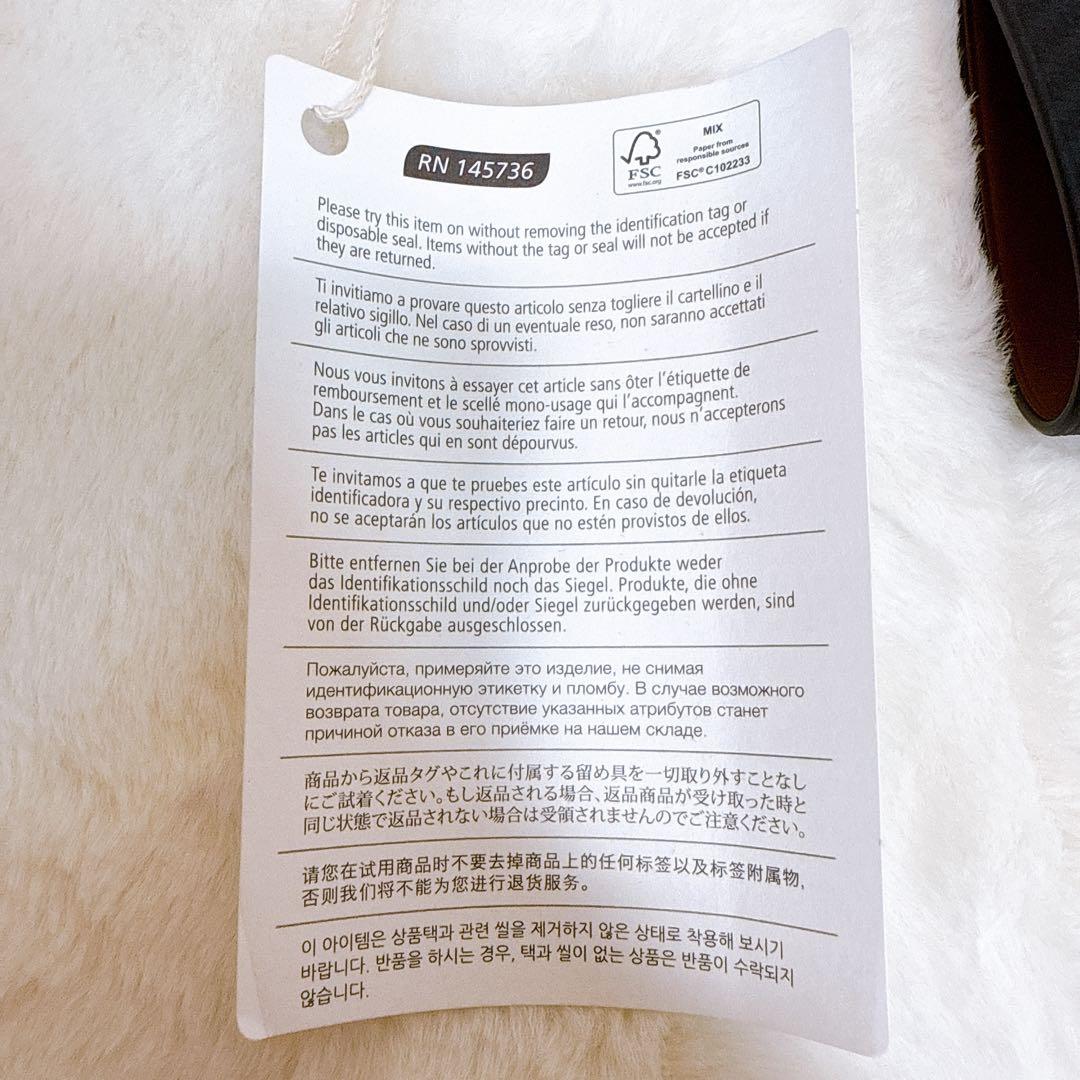 RN 145736
FSC
www.fsc.org
MIX
Paper from
responsible sources
FSC® C102233
Please try this item on without removing the identification tag or
disposable seal. Items without the tag or seal will not be accepted if
they are returned.
Ti invitiamo a provare questo articolo senza togliere il cartellino e il
relativo sigillo. Nel caso di un eventuale reso, non saranno accettati
gli articoli che ne sono sprovvisti.
Nous vous invitons à essayer cet article sans ôter l'étiquette de
remboursement et le scellé mono-usage qui l'accompagnent.
Dans le cas où vous souhaiteriez faire un retour, nous n'accepterons
pas les articles qui en sont dépourvus.
Te invitamos a que te pruebes este artículo sin quitarle la etiqueta
identificadora y su respectivo precinto. En caso de devolución,
no se aceptarán los artículos que no estén provistos de ellos.
Bitte entfernen Sie bei der Anprobe der Produkte weder
das Identifikationsschild noch das Siegel. Produkte, die ohne
Identifikationsschild und/oder Siegel zurückgegeben werden, sind
von der Rückgabe ausgeschlossen.
Пожалуйста, примеряйте это изделие, не снимая
идентификационную этикетку и пломбу. В случае возможного
возврата товара, отсутствие указанных атрибутов станет
причиной отказа в его приёмке на нашем складе.
商品から返品タグやこれに付属する留め具を一切取り外すことなし
にご試着ください。もし返品される場合、返品商品が受け取った時と
同じ状態で返品されない場合は受領されませんのでご注意ください。
请您在试用商品时不要去掉商品上的任何标签以及标签附属物,
否则我们将不能为您进行退货服务。
이 아이템은 상품택과 관련 씰을 제거하지 않은 상태로 착용해 보시기
바랍니다. 반품을 하시는 경우, 택과 씰이 없는 상품은 반품이 수락되지
않습니다.